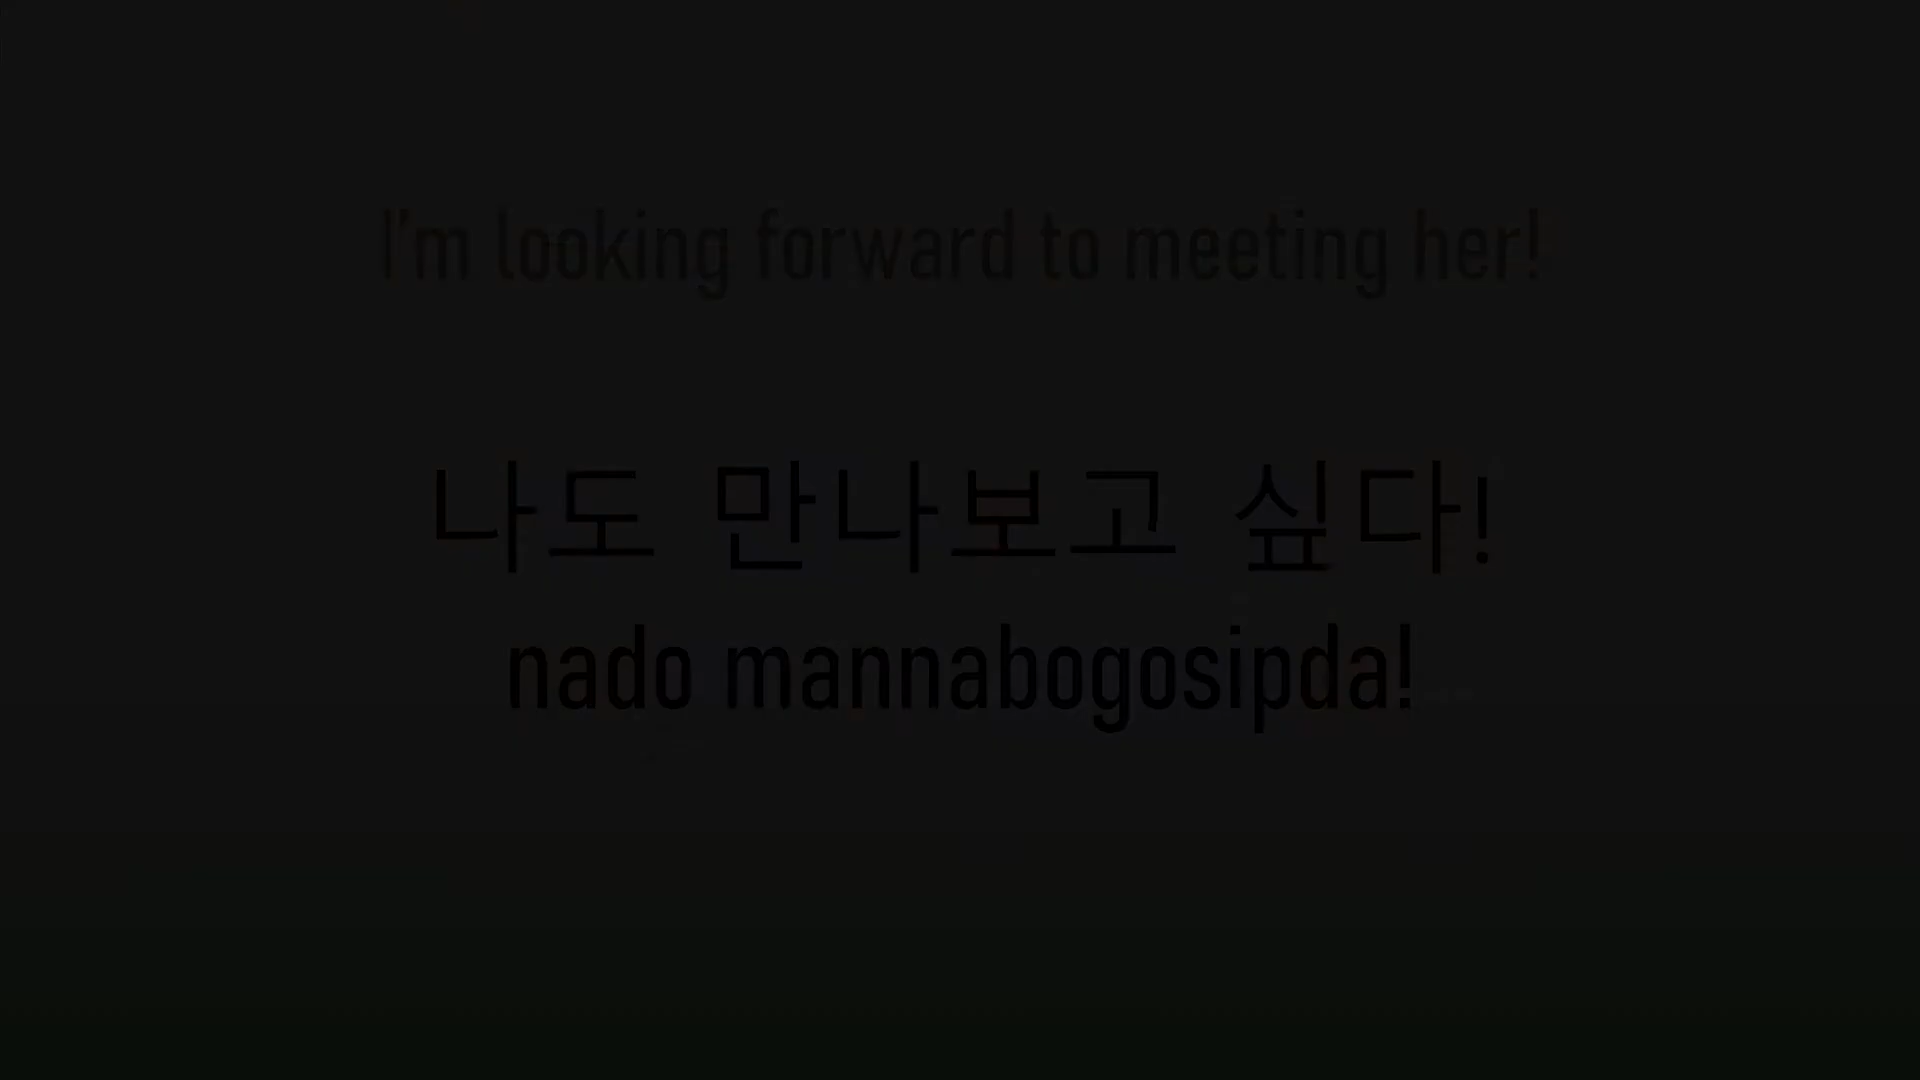 I'm looking forward to meeting her!
나도 만나보고 싶다!
nado mannabogosipda!